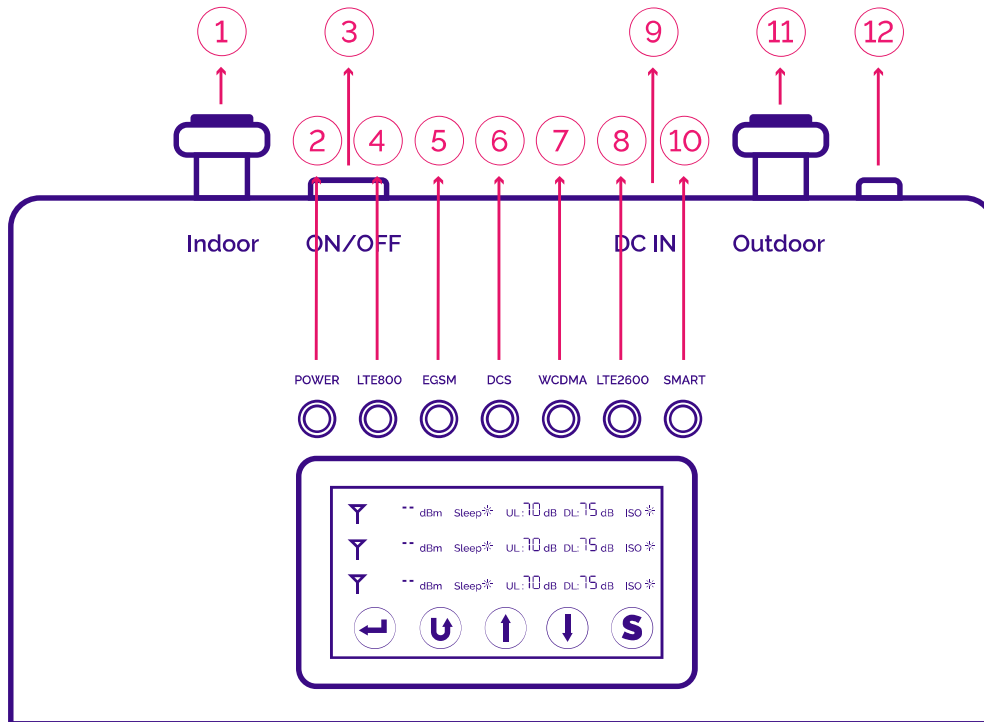 1 3 9 11 12
2 4 5 6 7 8 10
Indoor ON/OFF DC IN Outdoor
POWER LTE800 EGSM DCS WCDMA LTE2600 SMART
-- dBm Sleep UL:70 dB DL:75 dB ISO
-- dBm Sleep UL:70 dB DL:75 dB ISO
-- dBm Sleep UL:70 dB DL:75 dB ISO
S